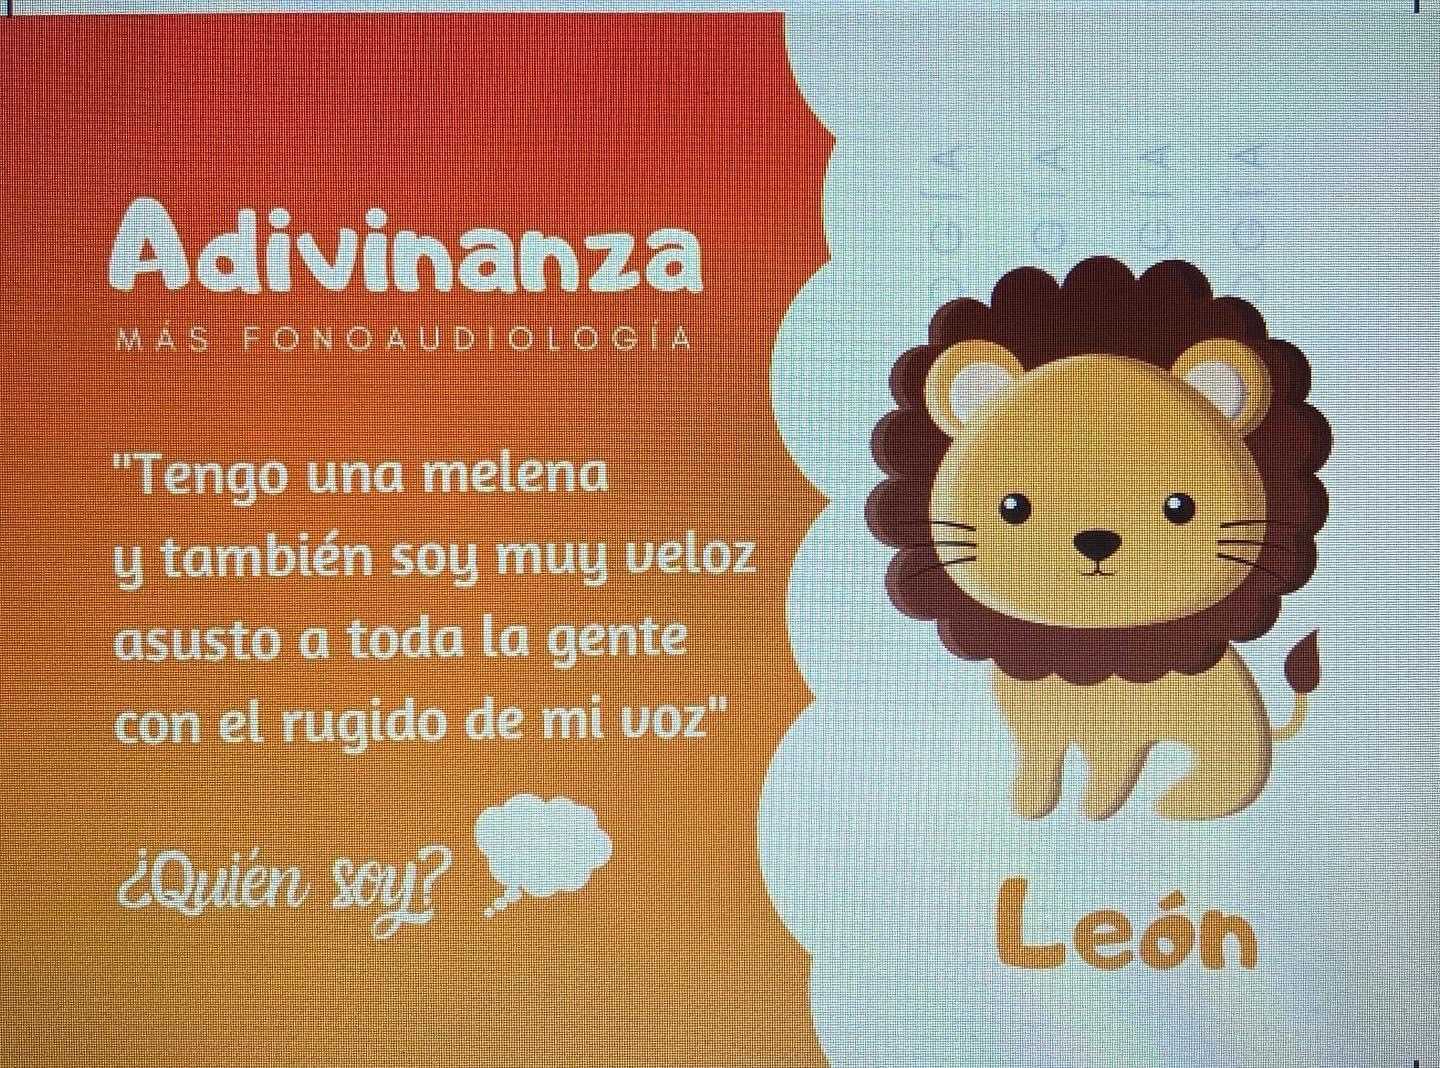 Adivinanza
MÁS FONOAUDIOLOGÍA
"Tengo una melena
y también soy muy veloz
asusto a toda la gente
con el rugido de mi voz"
¿Quién soy?
León